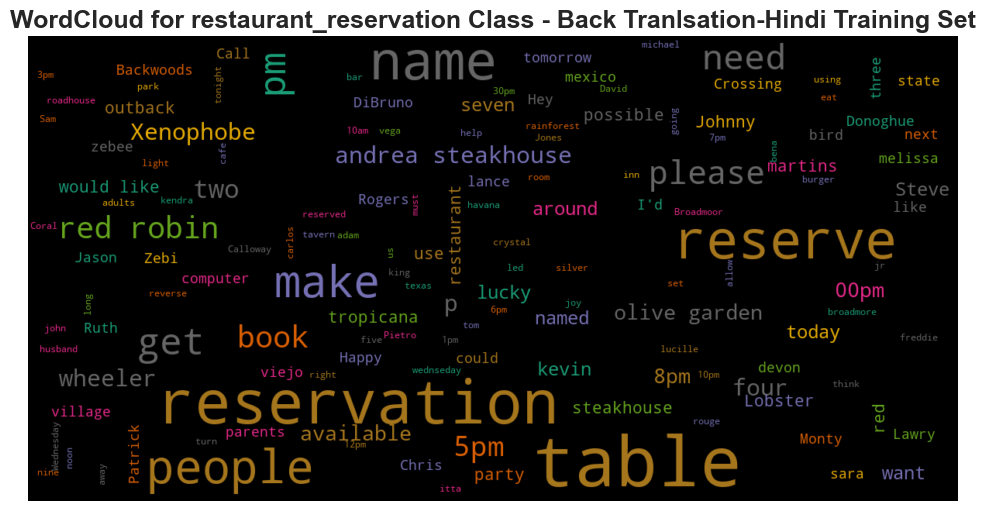 WordCloud for restaurant_reservation Class - Back Tranlsation-Hindi Training Set
michael
Call
pm
name
tomorrow
need
3pm
Backwoods
tonight
bar
mexico
Crossing
using
three
state
park
30pm
David
roadhouse
outback
DiBruno
seven
Hey
possible
eat
Sam
Xenophobe
10am
vega
help
rainforest
Jones
going
Johnny
7pm
bird
Donoghue
next
zebee
cafe
andrea steakhouse
bena
melissa
light
room
inn
please
martins
burger
would like
two
lance
Steve
adults
kendra
Rogers
must
havana
around
I'd
like
Coral
red robin
reserved
restaurant
Broadmoor
reserve
Calloway
carlos
tavern
adam
crystal
Jason
Zebi
us
use
allow
computer
make
king
led
silver
jr
long
reverse
texas
p
lucky
joy
set
00pm
6pm
broadmore
john
Ruth
get
book
tropicana
tom
named
olive garden
today
five
Pietro
1pm
freddie
husband
Happy
could
lucille
wheeler
viejo
right
wednseday
kevin
8pm
10pm
devon
four
think
village
reservation
steakhouse
Lobster
red
rouge
parents
available
Lawry
wednesday
noon
turn
12pm
5pm
table
Monty
Patrick
people
Chris
party
sara
want
nine
away
itta